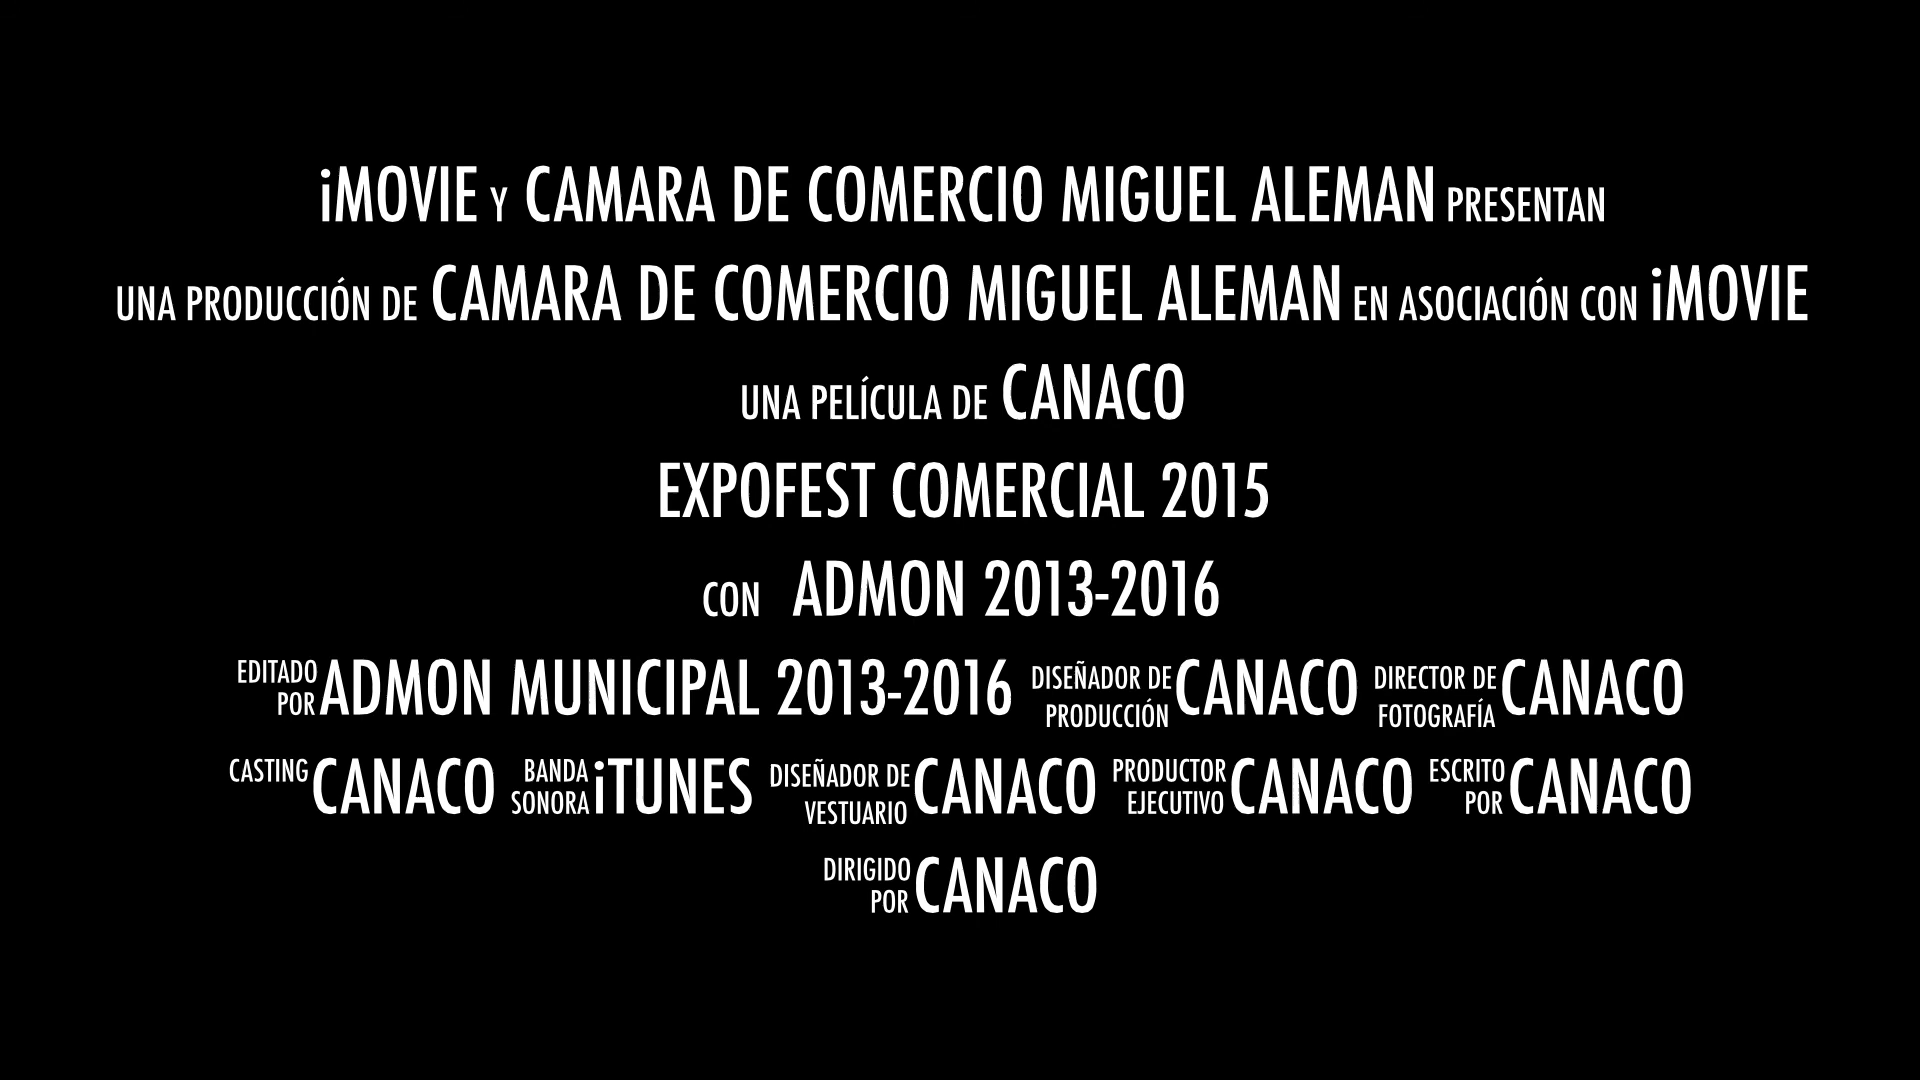 iMOVIE Y CAMARA DE COMERCIO MIGUEL ALEMAN PRESENTAN
UNA PRODUCCIÓN DE CAMARA DE COMERCIO MIGUEL ALEMAN EN ASOCIACIÓN CON iMOVIE
UNA PELÍCULA DE CANACO
EXPOFEST COMERCIAL 2015
CON ADMON 2013-2016
EDITADO POR ADMON MUNICIPAL 2013-2016 DISEÑADOR DE PRODUCCIÓN CANACO DIRECTOR DE FOTOGRAFÍA CANACO
CASTING CANACO BANDA SONORA iTUNES DISEÑADOR DE VESTUARIO CANACO PRODUCTOR EJECUTIVO CANACO ESCRITO POR CANACO
DIRIGIDO POR CANACO